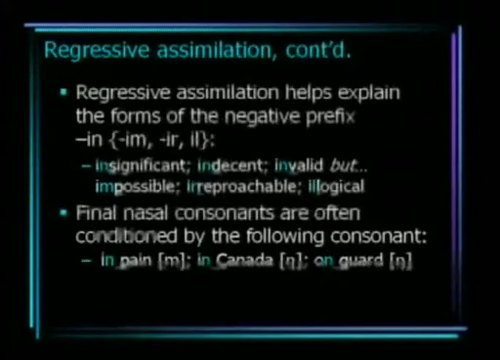 Regressive assimilation, cont'd.
Regressive assimilation helps explain
the forms of the negative prefix
–in {-im, -ir, il}:
– insignificant; indecent; invalid but...
impossible; irreproachable; illogical
Final nasal consonants are often
conditioned by the following consonant:
– in pain [m]; in Canada [ŋ]; on guard [ŋ]